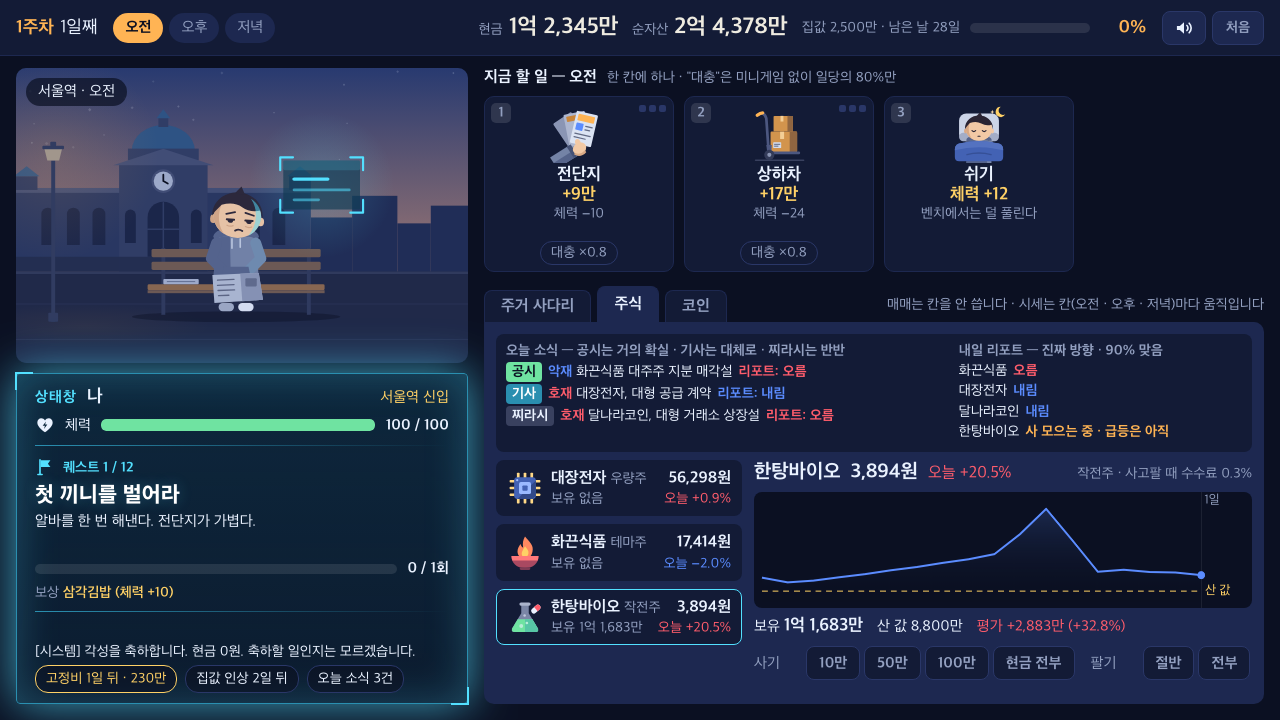 1주차 1일째 오전 오후 저녁
현금 1억 2,345만 순자산 2억 4,378만 집값 2,500만 · 남은 날 28일 0% 처음
서울역 · 오전
지금 할 일 — 오전 한 칸에 하나 · “대충”은 미니게임 없이 일당의 80%만
1
전단지
+9만
체력 −10
대충 ×0.8
2
상하차
+17만
체력 −24
대충 ×0.8
3
쉬기
체력 +12
벤치에서는 덜 풀린다
주거 사다리 주식 코인 매매는 칸을 안 씁니다 · 시세는 칸(오전 · 오후 · 저녁)마다 움직입니다
오늘 소식 — 공시는 거의 확실 · 기사는 대체로 · 찌라시는 반반
공시 악재 화끈식품 대주주 지분 매각설 리포트: 오름
기사 호재 대장전자, 대형 공급 계약 리포트: 내림
찌라시 호재 달나라코인, 대형 거래소 상장설 리포트: 오름
내일 리포트 — 진짜 방향 · 90% 맞음
화끈식품 오름
대장전자 내림
달나라코인 내림
한탕바이오 사 모으는 중 · 급등은 아직
상태창 나 서울역 신입
체력 100 / 100
퀘스트 1 / 12
첫 끼니를 벌어라
알바를 한 번 해낸다. 전단지가 가볍다.
0 / 1회
보상 삼각김밥 (체력 +10)
[시스템] 각성을 축하합니다. 현금 0원. 축하할 일인지는 모르겠습니다.
고정비 1일 뒤 · 230만 집값 인상 2일 뒤 오늘 소식 3건
대장전자 우량주 56,298원
보유 없음 오늘 +0.9%
화끈식품 테마주 17,414원
보유 없음 오늘 −2.0%
한탕바이오 작전주 3,894원
보유 1억 1,683만 오늘 +20.5%
한탕바이오 3,894원 오늘 +20.5% 작전주 · 사고팔 때 수수료 0.3%
1일
산 값
보유 1억 1,683만 산 값 8,800만 평가 +2,883만 (+32.8%)
사기 10만 50만 100만 현금 전부 팔기 절반 전부